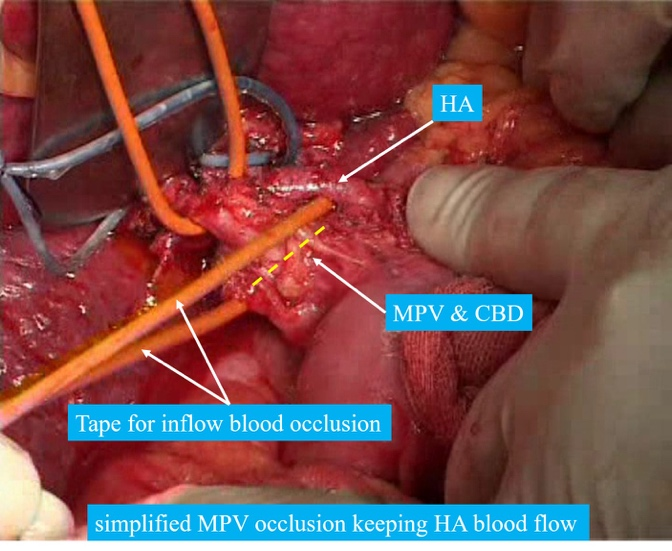 HA
MPV & CBD
Tape for inflow blood occlusion
simplified MPV occlusion keeping HA blood flow